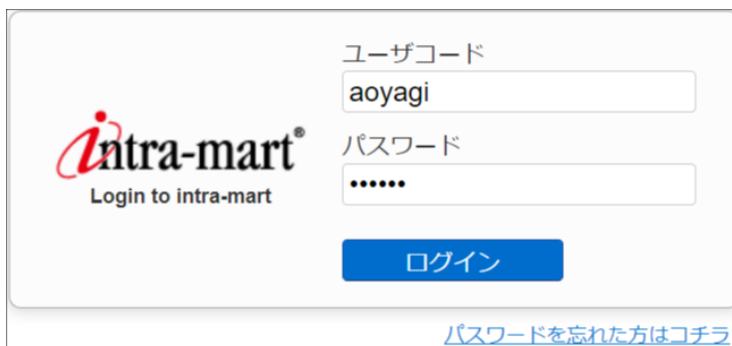 intra-mart®
Login to intra-mart
ユーザコード
aoyagi
パスワード
••••••
ログイン
パスワードを忘れた方はコチラ